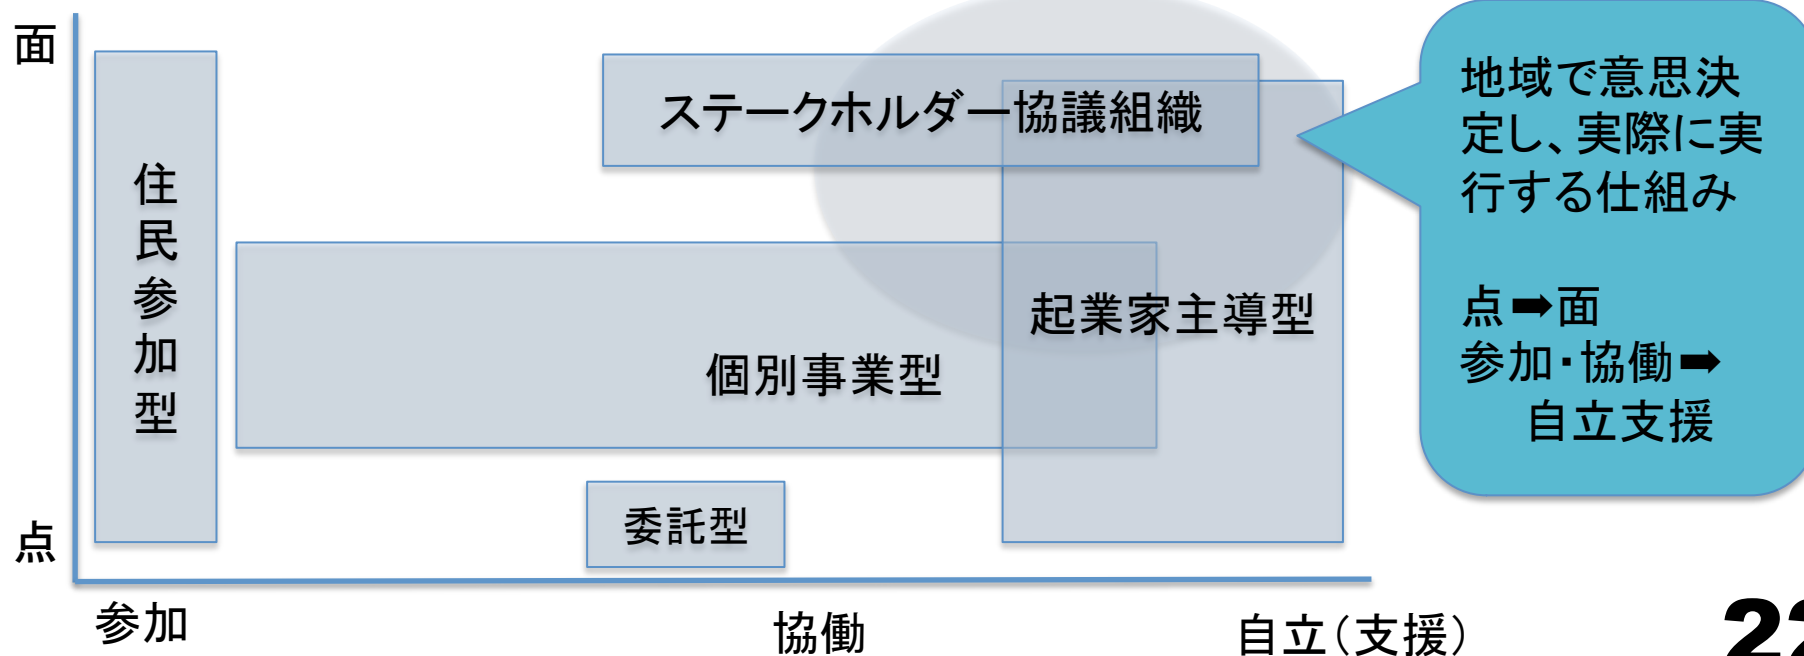 面
ステークホルダー協議組織
住民参加型
起業家主導型
個別事業型
委託型
点
参加
協働
自立（支援）
地域で意思決
定し、実際に実
行する仕組み
点➡面
参加・協働➡
自立支援
22